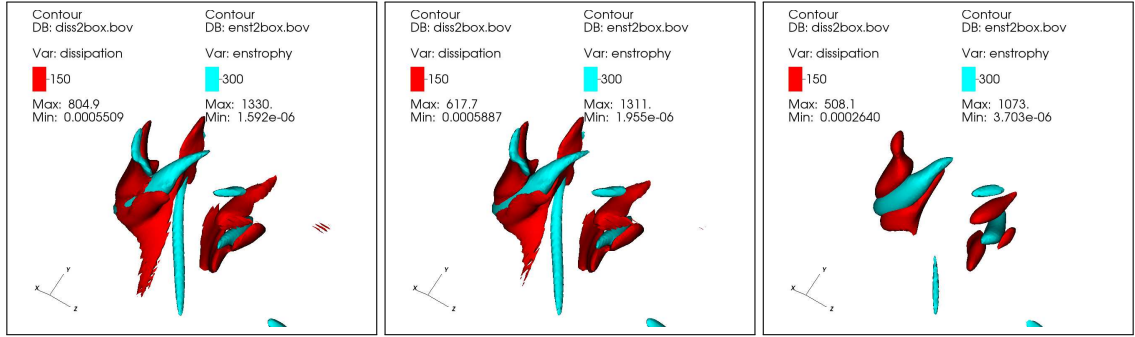 Contour
DB: diss2box.bov
Var: dissipation
150
Max: 804.9
Min: 0.0005509
Contour
DB: enst2box.bov
Var: enstrophy
300
Max: 1330.
Min: 1.592e-06
X
Y
Z
Contour
DB: diss2box.bov
Var: dissipation
150
Max: 617.7
Min: 0.0005887
Contour
DB: enst2box.bov
Var: enstrophy
300
Max: 1311.
Min: 1.955e-06
X
Y
Z
Contour
DB: diss2box.bov
Var: dissipation
150
Max: 508.1
Min: 0.0002640
Contour
DB: enst2box.bov
Var: enstrophy
300
Max: 1073.
Min: 3.703e-06
X
Y
Z